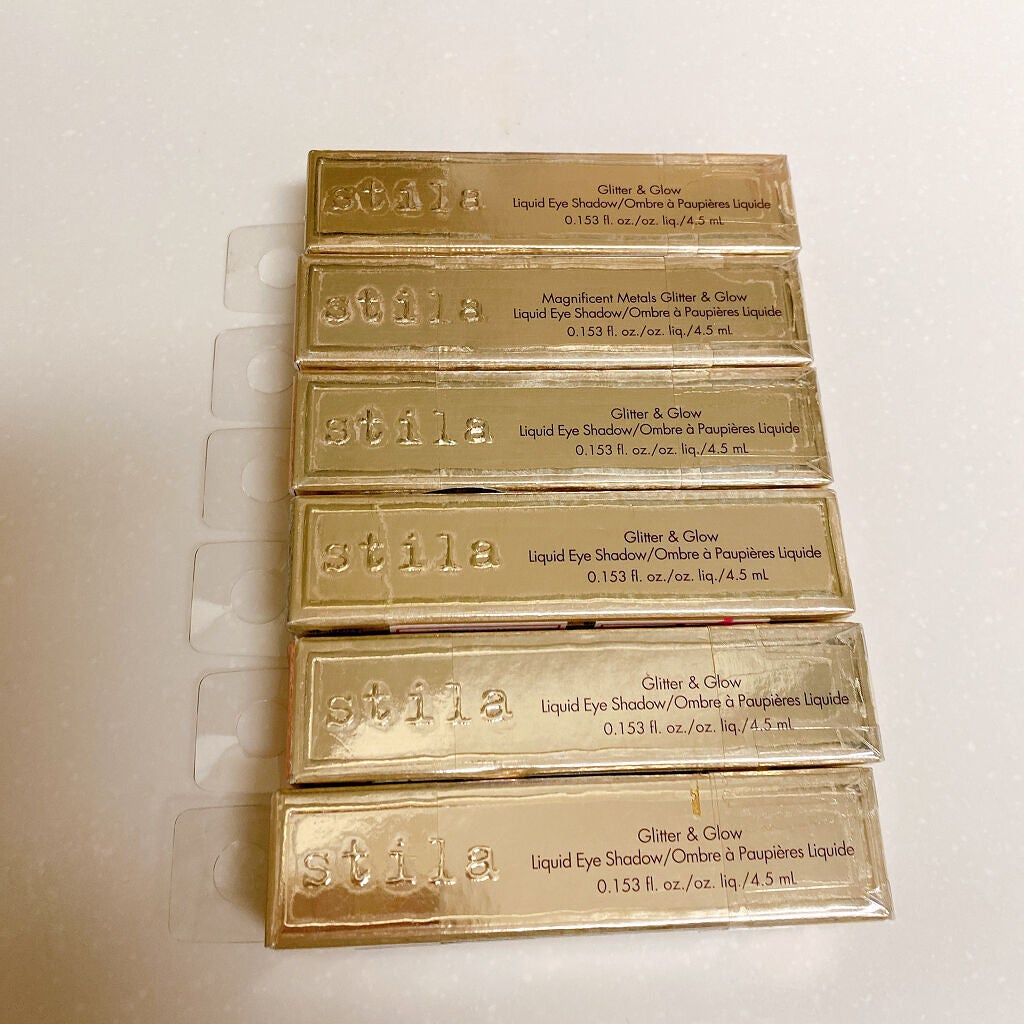 stila
Glitter & Glow
Liquid Eye Shadow/Ombre à Paupières Liquide
0.153 fl. oz./oz. liq./4.5 mL
stila
Magnificent Metals Glitter & Glow
Liquid Eye Shadow/Ombre à Paupières Liquide
0.153 fl. oz./oz. liq./4.5 mL
stila
Glitter & Glow
Liquid Eye Shadow/Ombre à Paupières Liquide
0.153 fl. oz./oz. liq./4.5 mL
stila
Glitter & Glow
Liquid Eye Shadow/Ombre à Paupières Liquide
0.153 fl. oz./oz. liq./4.5 mL
stila
Glitter & Glow
Liquid Eye Shadow/Ombre à Paupières Liquide
0.153 fl. oz./oz. liq./4.5 mL
stila
Glitter & Glow
Liquid Eye Shadow/Ombre à Paupières Liquide
0.153 fl. oz./oz. liq./4.5 mL